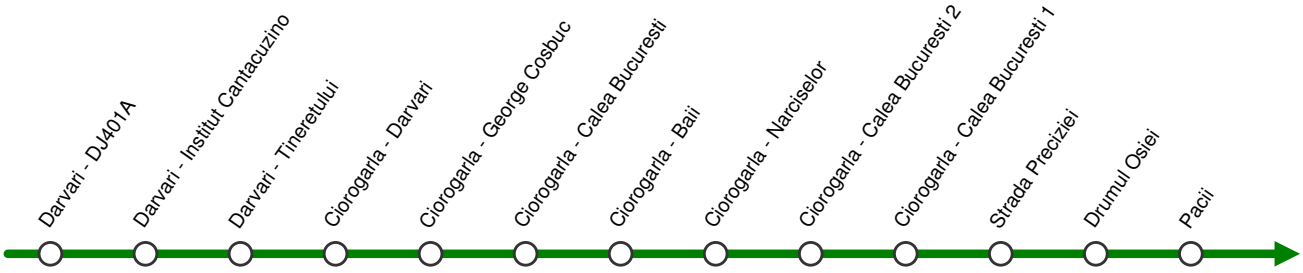 Darvari - DJ401A
Darvari - Institut Cantacuzino
Darvari - Tineretului
Ciorogarla - Darvari
Ciorogarla - George Cosbuc
Ciorogarla - Calea Bucuresti
Ciorogarla - Baii
Ciorogarla - Narciselor
Ciorogarla - Calea Bucuresti 2
Ciorogarla - Calea Bucuresti 1
Strada Preciziei
Drumul Osiei
Pacii